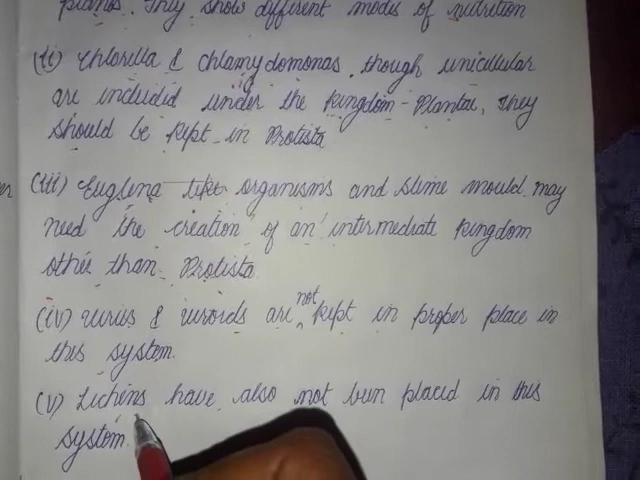 plants. They show different modes of nutrition
(ii) Chlorella & chlamydomonas, though unicellular
are included under the kingdom - Plantae, They
should be kept in Protista
(iii) Euglena like organisms and slime mould may
need the creation of an intermediate kingdom
other than Protista
(iv) Virus & viroids are not kept in proper place in
this system.
(v) Lichens have also not been placed in this
system.